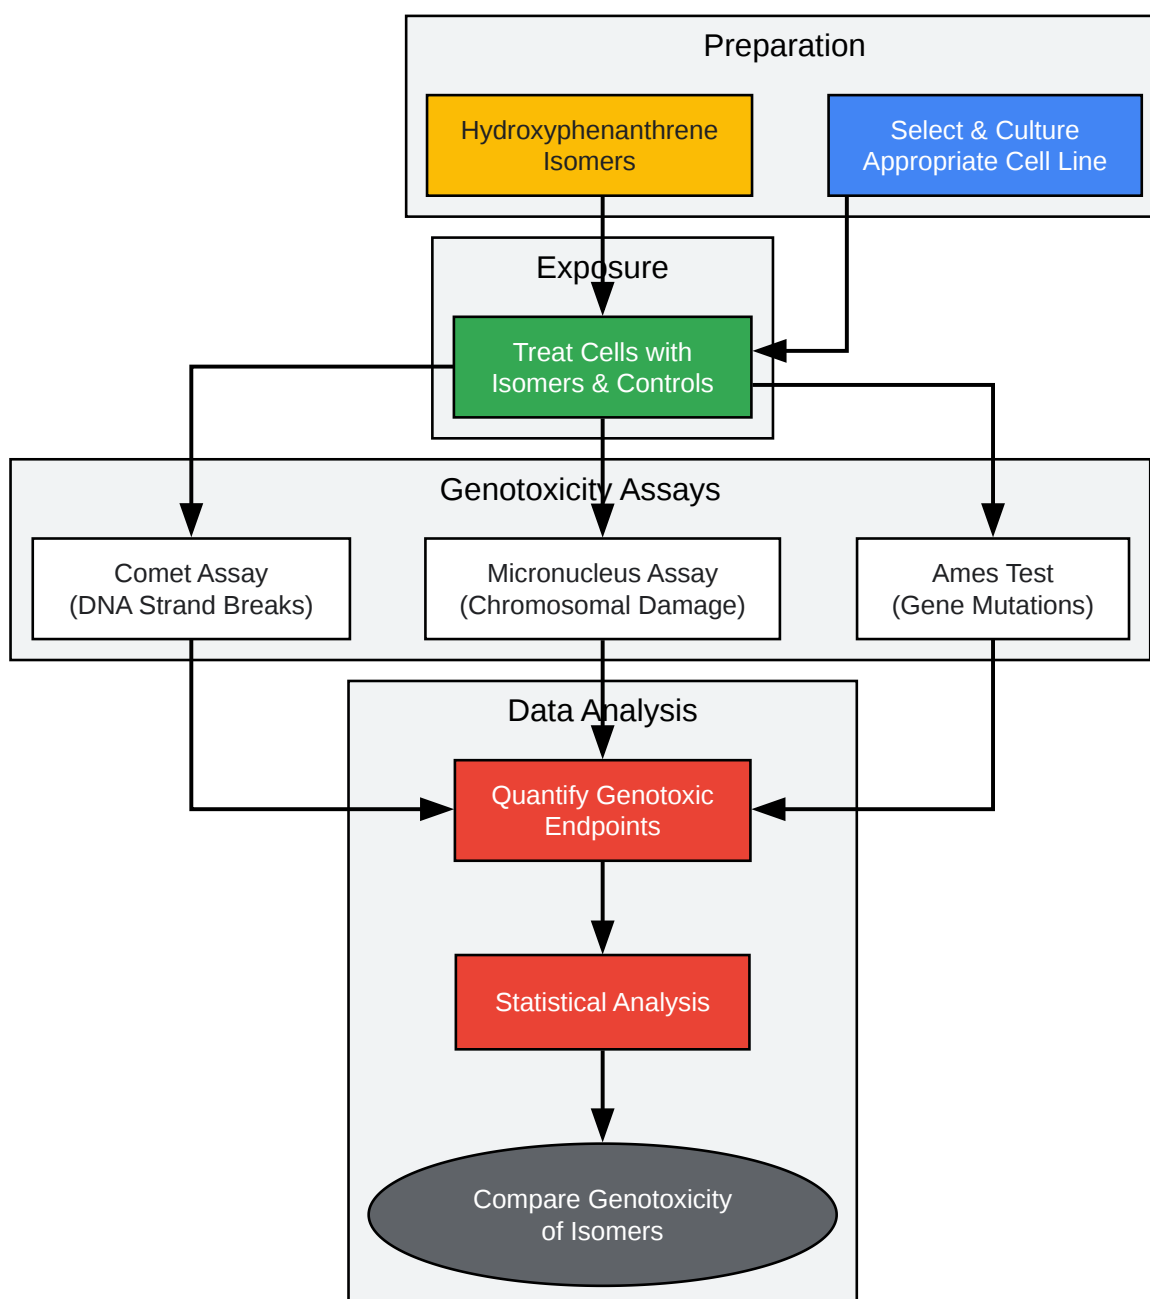 Preparation
Hydroxyphenanthrene
Isomers
Select & Culture
Appropriate Cell Line
Exposure
Treat Cells with
Isomers & Controls
Genotoxicity Assays
Comet Assay
(DNA Strand Breaks)
Micronucleus Assay
(Chromosomal Damage)
Ames Test
(Gene Mutations)
Data Analysis
Quantify Genotoxic
Endpoints
Statistical Analysis
Compare Genotoxicity
of Isomers